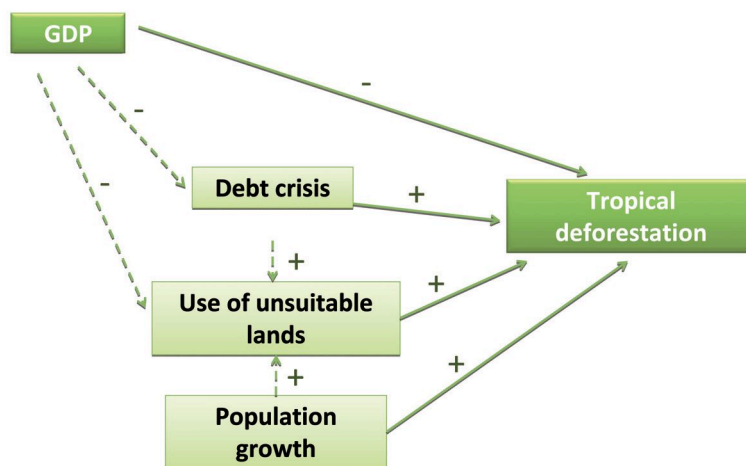 GDP
-
-
-
Debt crisis
+
Tropical
deforestation
+
+
Use of unsuitable
lands
+
+
Population
growth